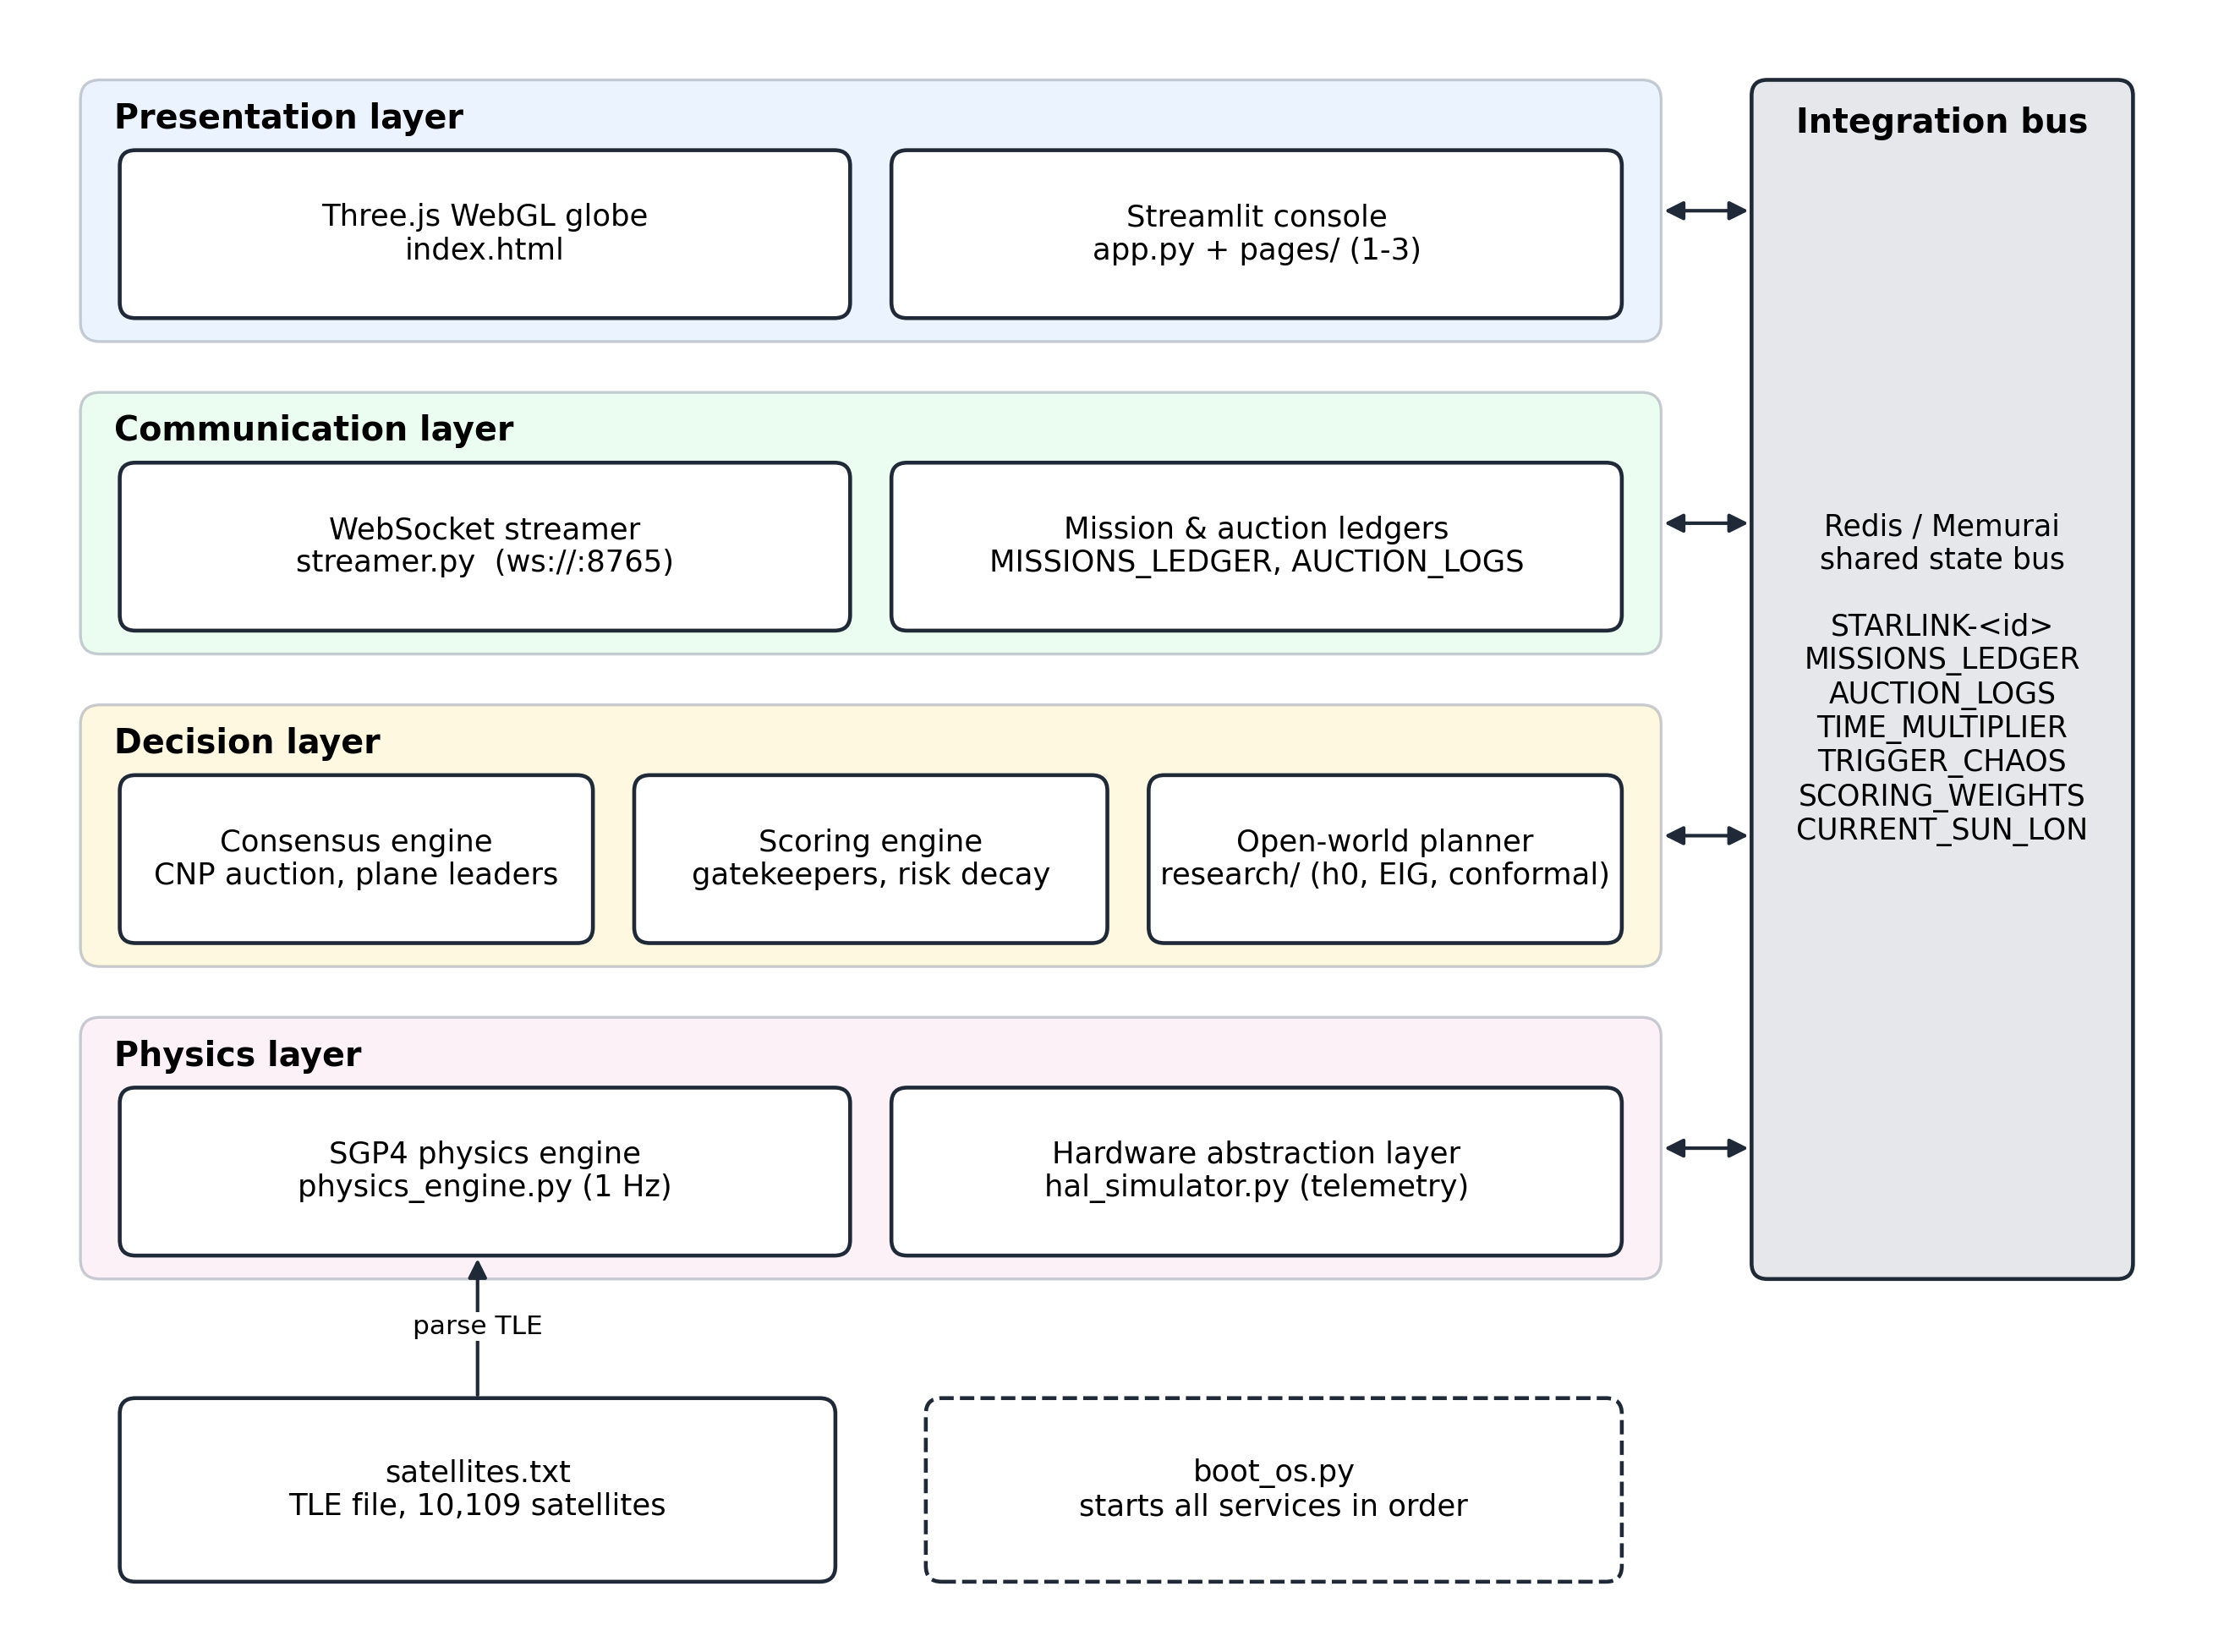 Presentation layer
Three.js WebGL globe
index.html
Streamlit console
app.py + pages/ (1-3)
Communication layer
WebSocket streamer
streamer.py  (ws://:8765)
Mission & auction ledgers
MISSIONS_LEDGER, AUCTION_LOGS
Decision layer
Consensus engine
CNP auction, plane leaders
Scoring engine
gatekeepers, risk decay
Open-world planner
research/ (h0, EIG, conformal)
Physics layer
SGP4 physics engine
physics_engine.py (1 Hz)
Hardware abstraction layer
hal_simulator.py (telemetry)
parse TLE
satellites.txt
TLE file, 10,109 satellites
boot_os.py
starts all services in order
Integration bus
Redis / Memurai
shared state bus
STARLINK-<id>
MISSIONS_LEDGER
AUCTION_LOGS
TIME_MULTIPLIER
TRIGGER_CHAOS
SCORING_WEIGHTS
CURRENT_SUN_LON